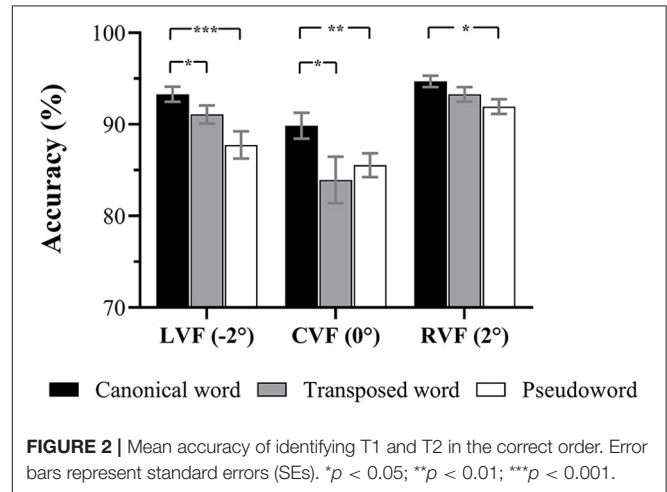 100
90
80
70
Accuracy (%)
*** ** *
* *
LVF (-2°) CVF (0°) RVF (2°)
Canonical word Transposed word Pseudoword
FIGURE 2 | Mean accuracy of identifying T1 and T2 in the correct order. Error
bars represent standard errors (SEs). *p < 0.05; **p < 0.01; ***p < 0.001.